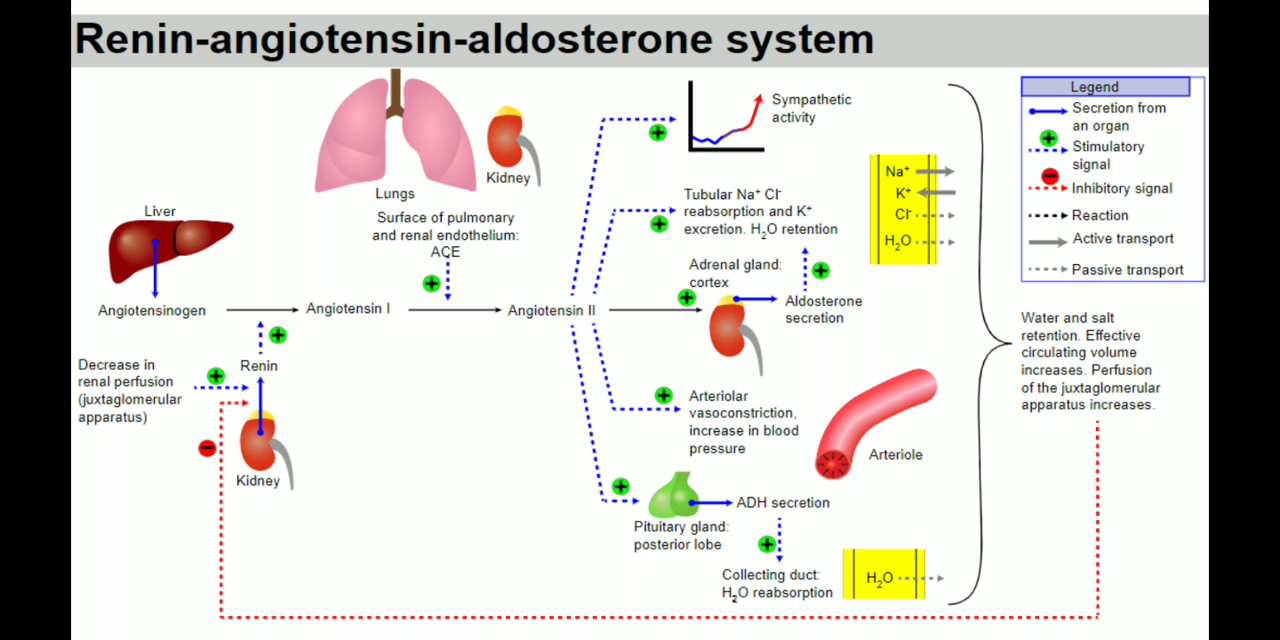 Renin-angiotensin-aldosterone system
Lungs
Kidney
Surface of pulmonary
and renal endothelium:
ACE
Liver
Angiotensinogen
Angiotensin I
Angiotensin II
Decrease in
renal perfusion
(juxtaglomerular
apparatus)
Renin
Kidney
Sympathetic
activity
Tubular Na⁺ Cl⁻
reabsorption and K⁺
excretion. H₂O retention
Adrenal gland:
cortex
Aldosterone
secretion
Arteriolar
vasoconstriction,
increase in blood
pressure
Arteriole
ADH secretion
Pituitary gland:
posterior lobe
Collecting duct:
H₂O reabsorption
Na⁺
K⁺
Cl⁻
H₂O
H₂O
Legend
Secretion from
an organ
Stimulatory
signal
Inhibitory signal
Reaction
Active transport
Passive transport
Water and salt
retention. Effective
circulating volume
increases. Perfusion
of the juxtaglomerular
apparatus increases.